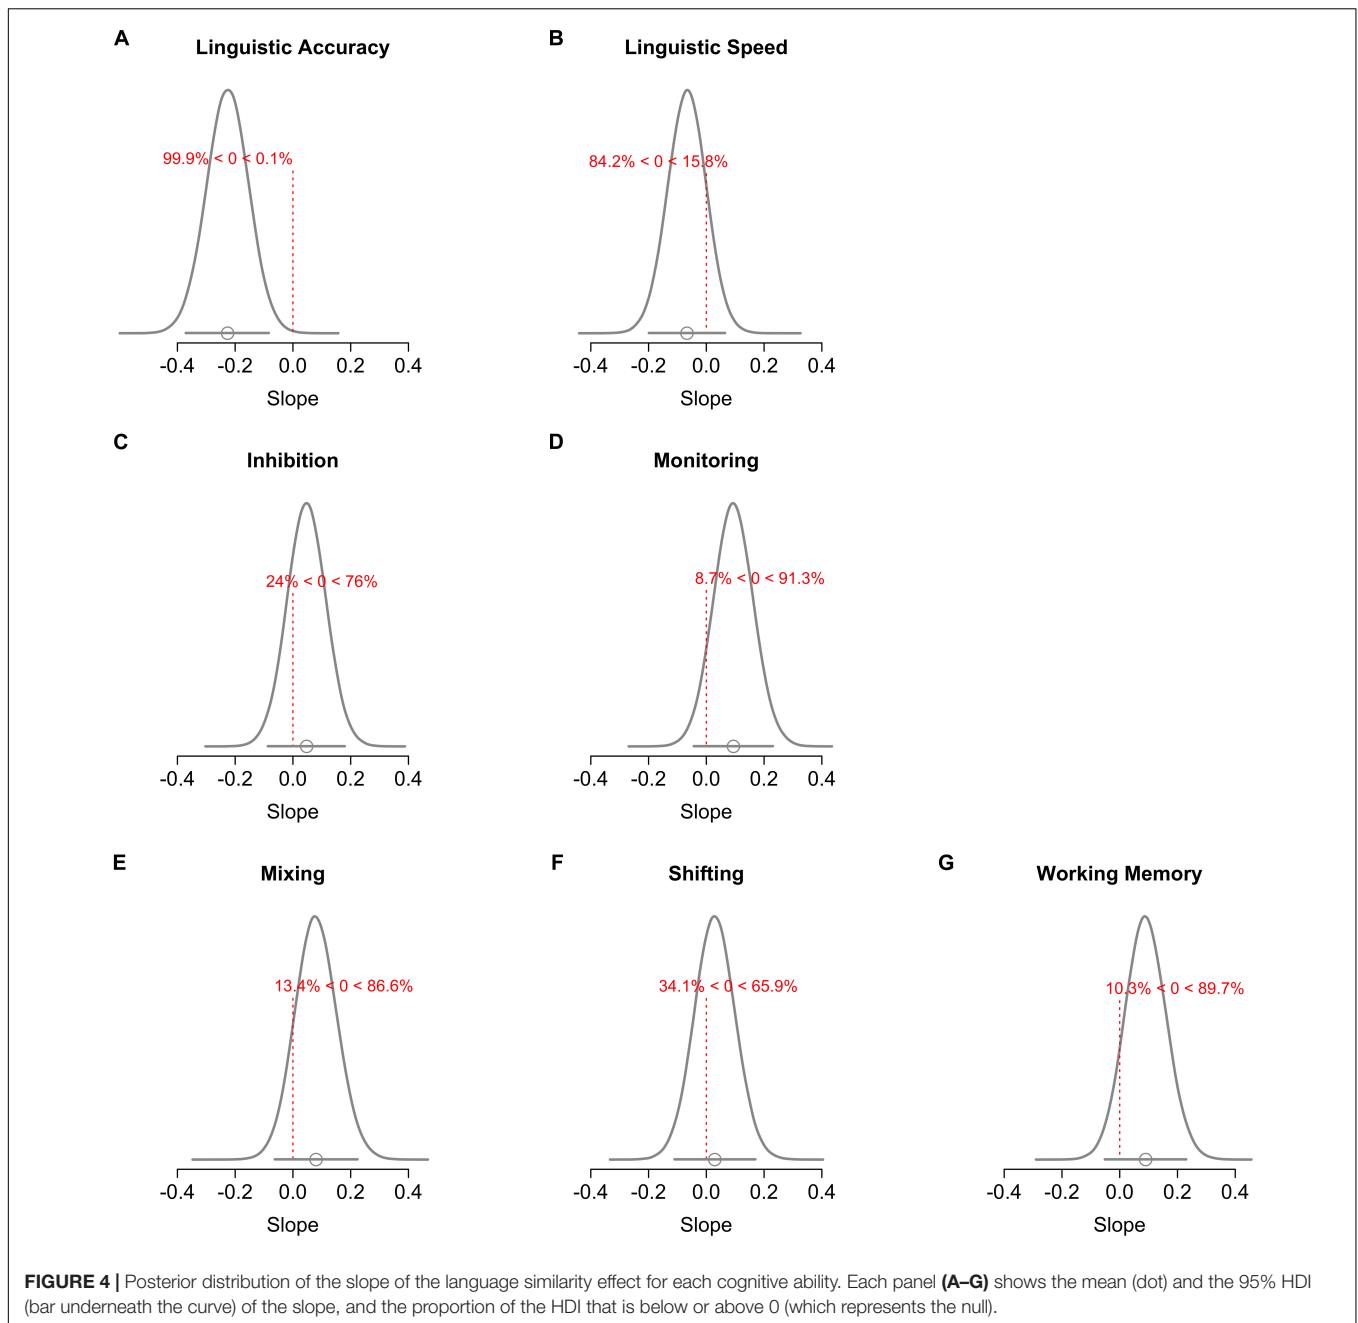 A
Linguistic Accuracy
99.9% < 0 < 0.1%
-0.4 -0.2 0.0 0.2 0.4
Slope
B
Linguistic Speed
84.2% < 0 < 15.8%
-0.4 -0.2 0.0 0.2 0.4
Slope
C
Inhibition
24% < 0 < 76%
-0.4 -0.2 0.0 0.2 0.4
Slope
D
Monitoring
8.7% < 0 < 91.3%
-0.4 -0.2 0.0 0.2 0.4
Slope
E
Mixing
13.4% < 0 < 86.6%
-0.4 -0.2 0.0 0.2 0.4
Slope
F
Shifting
34.1% < 0 < 65.9%
-0.4 -0.2 0.0 0.2 0.4
Slope
G
Working Memory
10.3% < 0 < 89.7%
-0.4 -0.2 0.0 0.2 0.4
Slope
FIGURE 4 | Posterior distribution of the slope of the language similarity effect for each cognitive ability. Each panel (A–G) shows the mean (dot) and the 95% HDI
(bar underneath the curve) of the slope, and the proportion of the HDI that is below or above 0 (which represents the null).